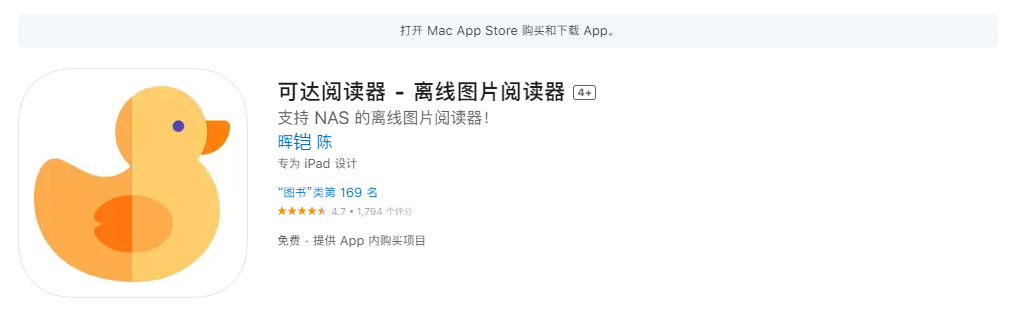 打开 Mac App Store 购买和下载 App。
可达阅读器 - 离线图片阅读器 4+
支持 NAS 的离线图片阅读器！
晖铠 陈
专为 iPad 设计
“图书”类第 169 名
4.7 • 1,794 个评分
免费 · 提供 App 内购买项目